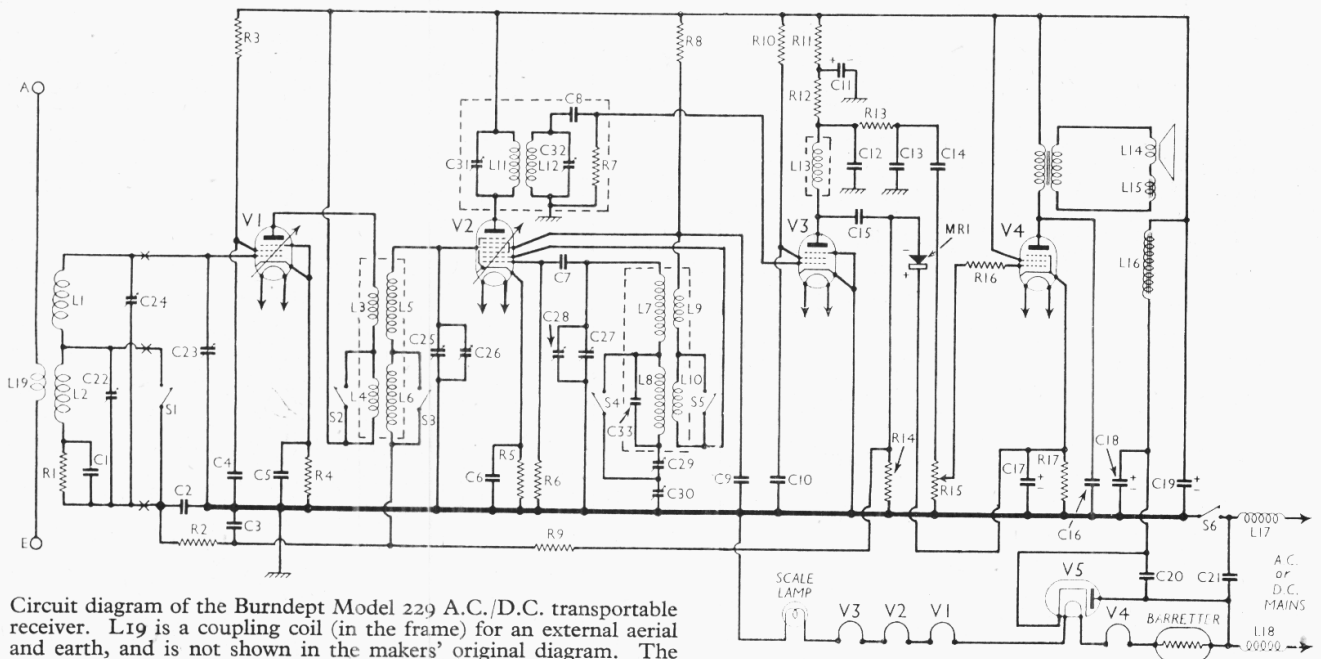 R3
R8
R10
R11
C11
R12
A
C8
C31
L11
L12
C32
R7
R13
C12
C13
C14
L13
L14
L15
V1
V2
V3
V4
C15
MR1
L16
R16
L1
C24
C23
L3
L5
C7
L7
L9
C25
C26
C28
C27
L19
L2
C22
S1
S2
L4
L6
S3
S4
L8
L10
S5
C33
R1
C1
C4
C5
R4
C6
R5
R6
C29
C30
C9
C10
R14
R15
C17
R17
C18
C19
C16
C2
E
R2
C3
R9
S6
L17
A.C.
or
D.C.
MAINS
C20
C21
V5
SCALE
LAMP
V3
V2
V1
V4
BARRETTER
L18
Circuit diagram of the Burndept Model 229 A.C./D.C. transportable
receiver. L19 is a coupling coil (in the frame) for an external aerial
and earth, and is not shown in the makers' original diagram. The